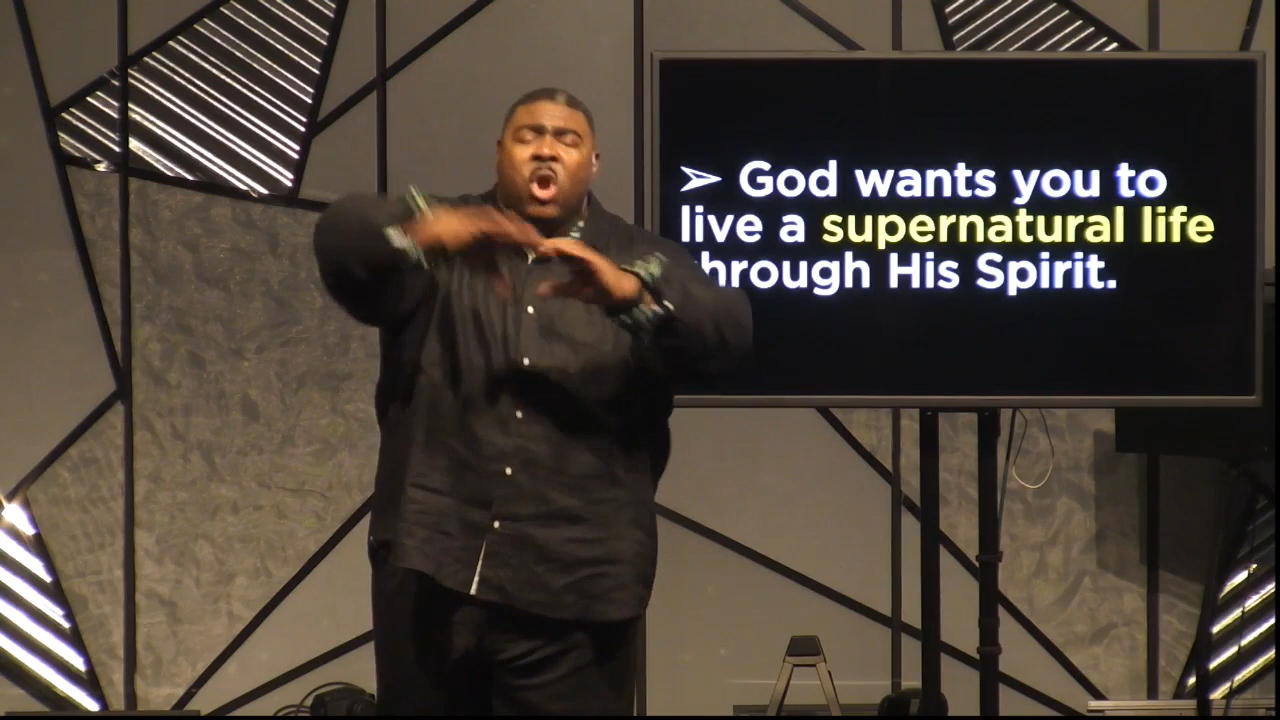 ➢ God wants you to
live a supernatural life
through His Spirit.